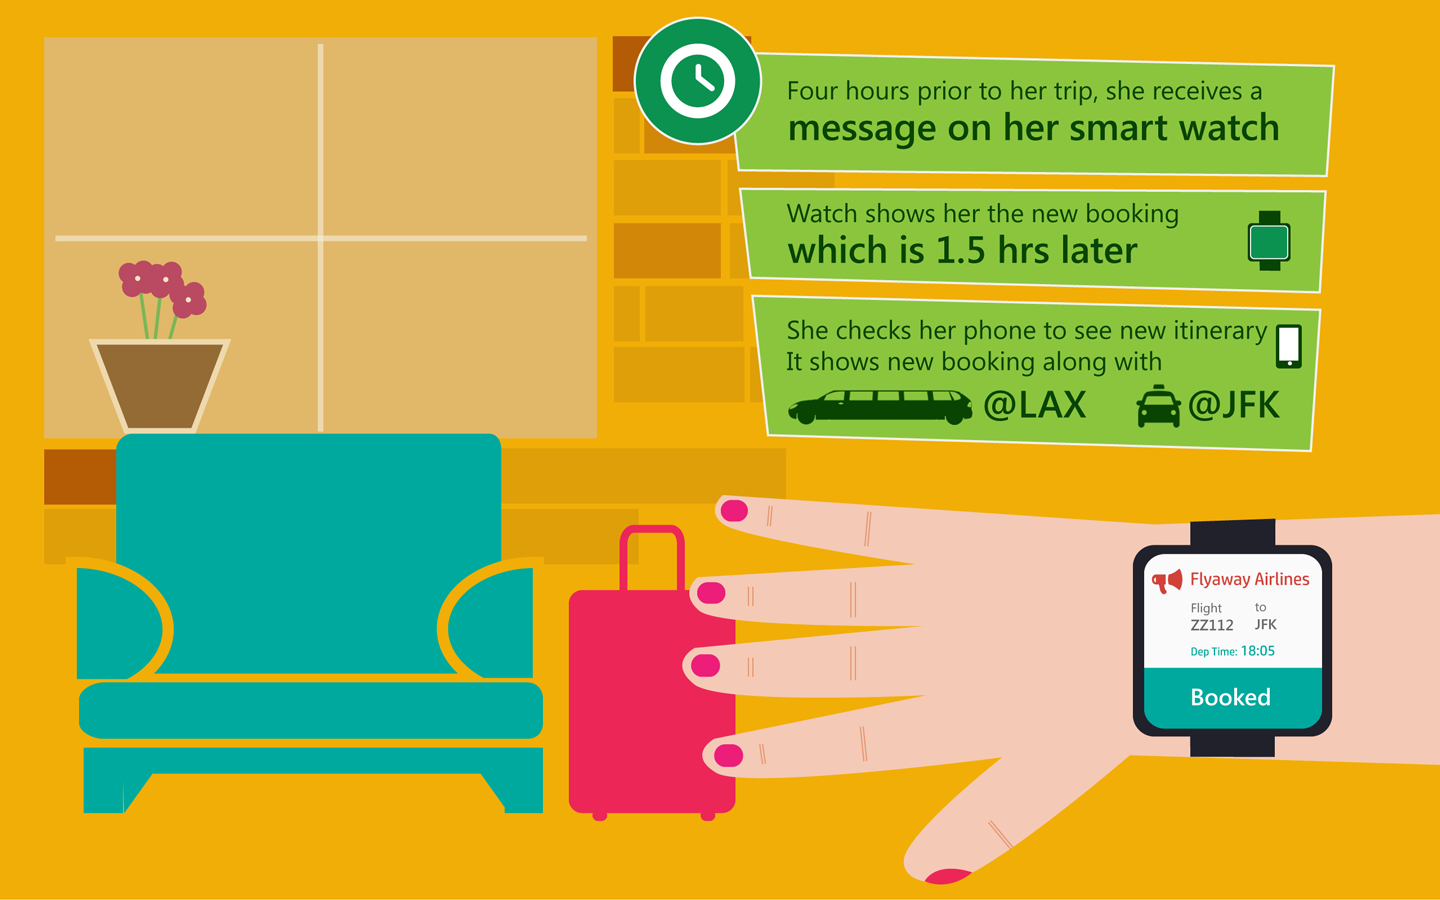 Four hours prior to her trip, she receives a
message on her smart watch
Watch shows her the new booking
which is 1.5 hrs later
She checks her phone to see new itinerary
It shows new booking along with
@LAX @JFK
Flyaway Airlines
Flight to
ZZ112 JFK
Dep Time: 18:05
Booked